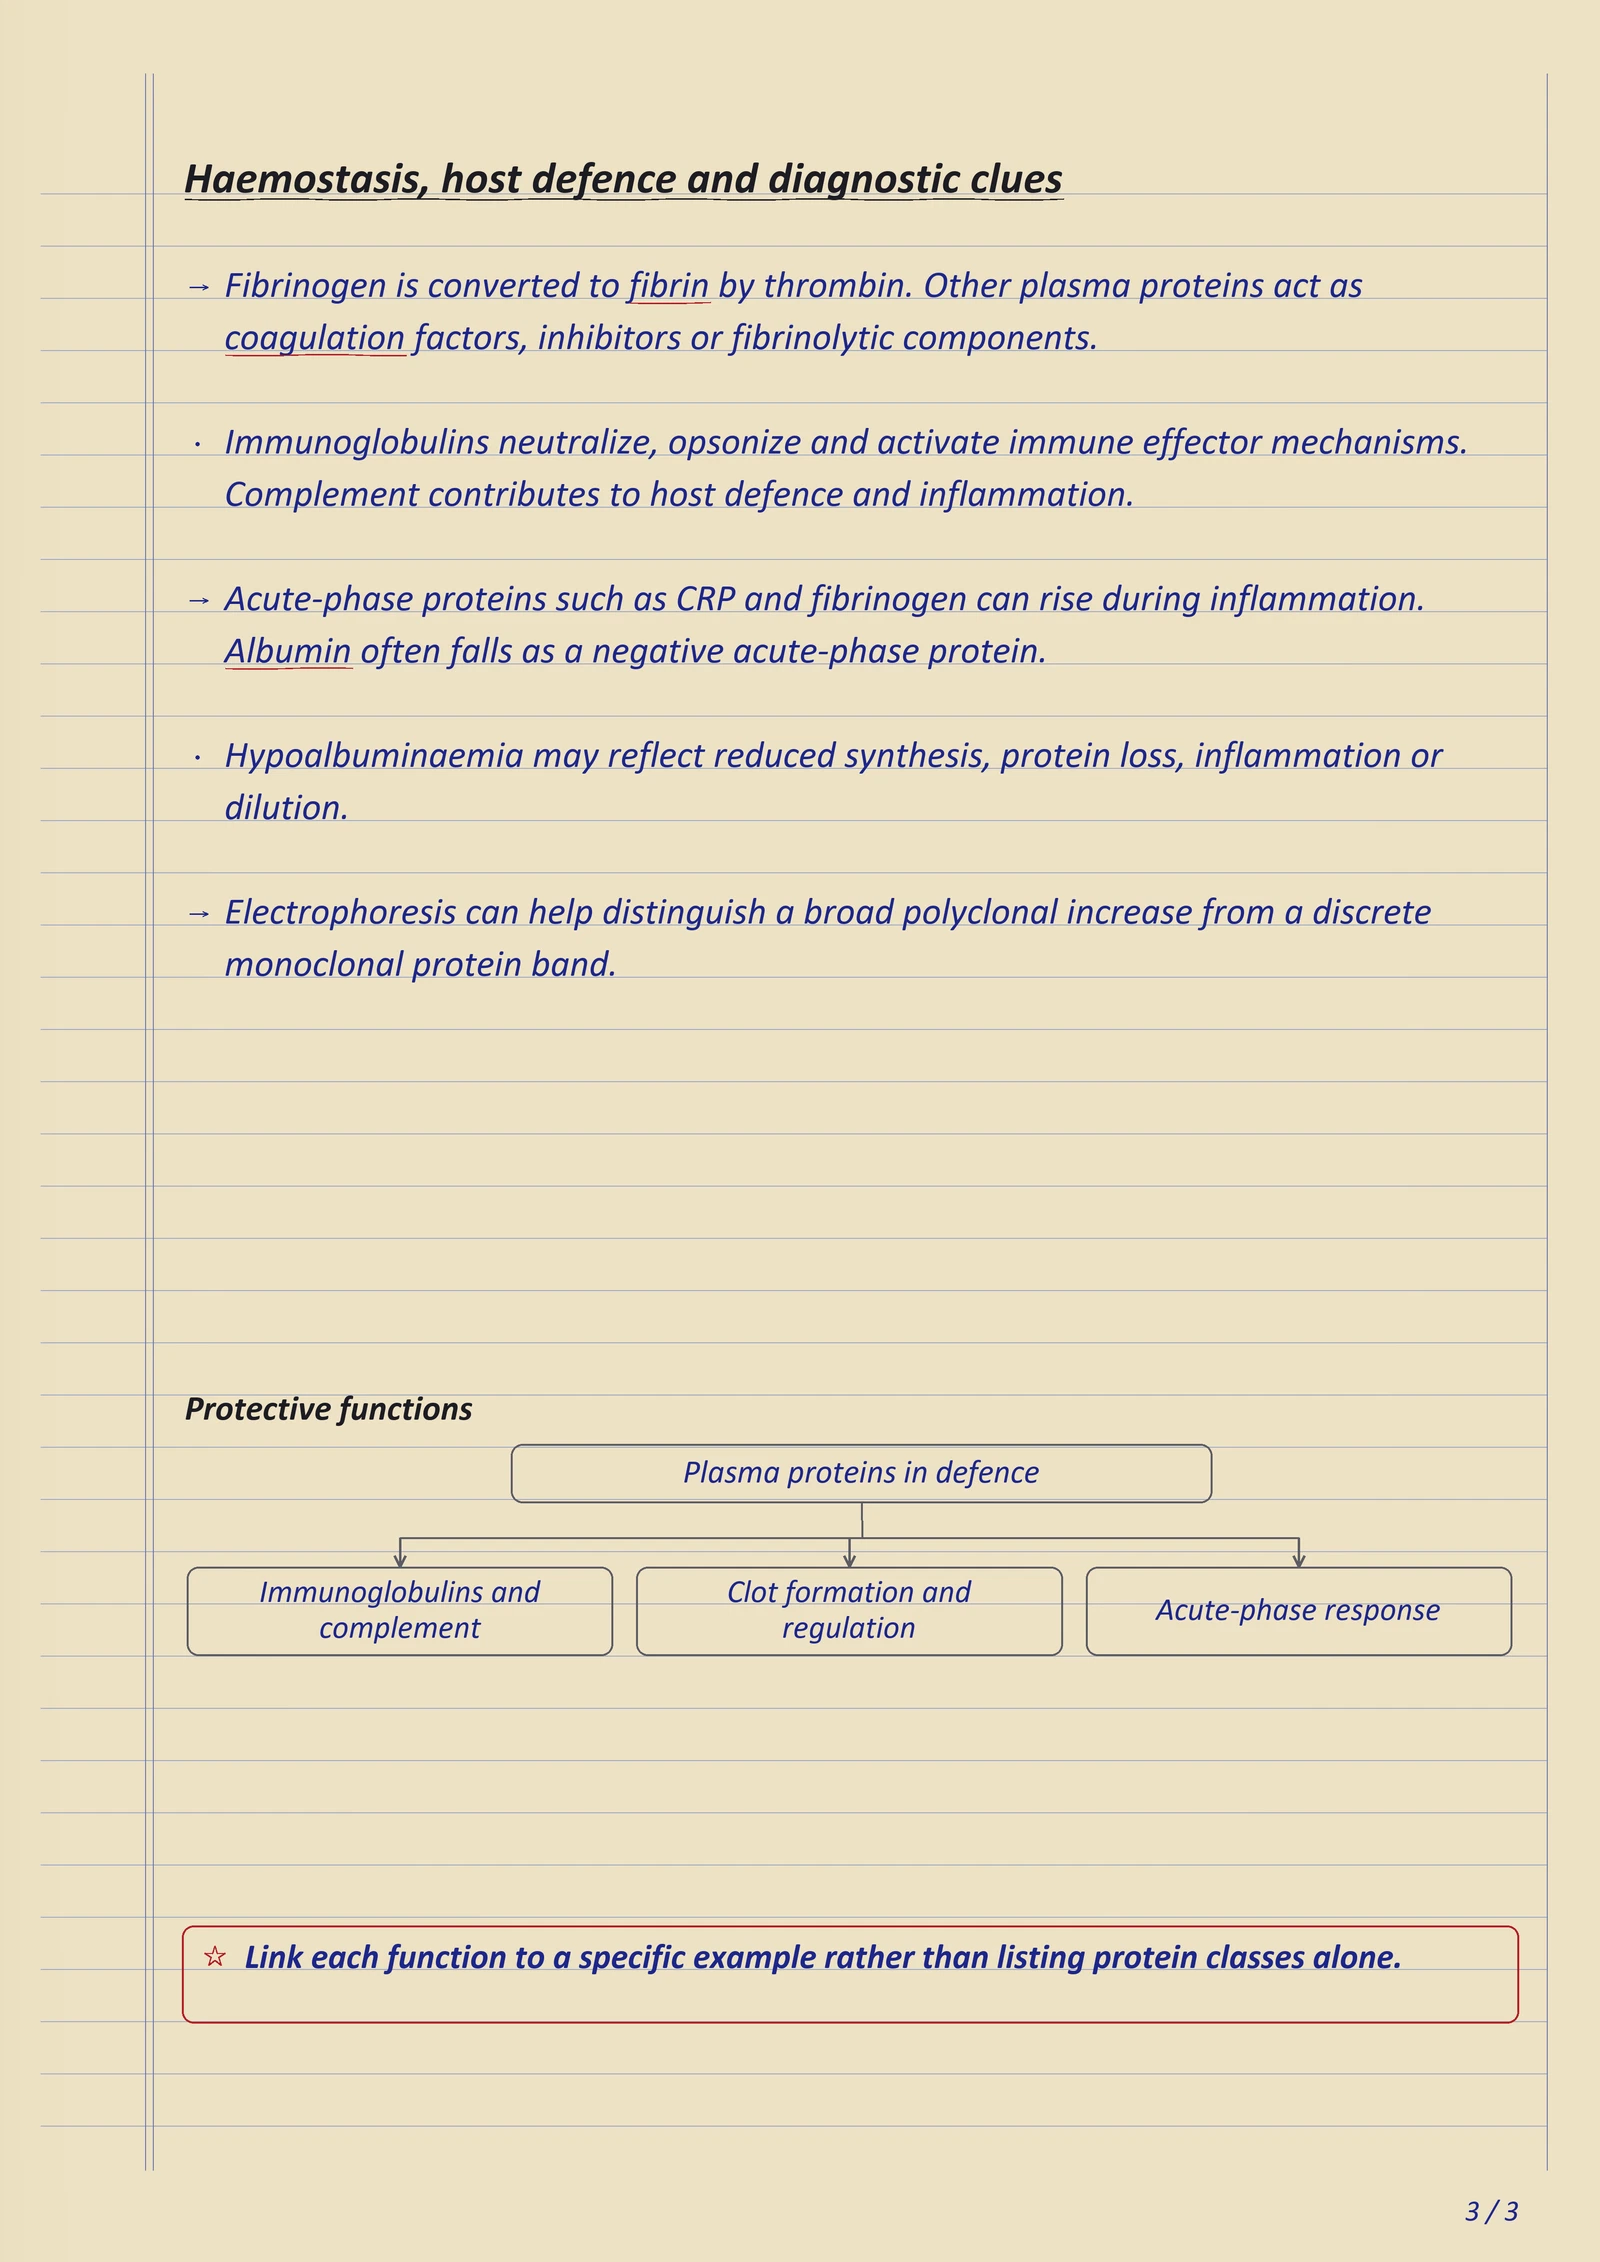 Haemostasis, host defence and diagnostic clues
→ Fibrinogen is converted to fibrin by thrombin. Other plasma proteins act as
coagulation factors, inhibitors or fibrinolytic components.
· Immunoglobulins neutralize, opsonize and activate immune effector mechanisms.
Complement contributes to host defence and inflammation.
→ Acute-phase proteins such as CRP and fibrinogen can rise during inflammation.
Albumin often falls as a negative acute-phase protein.
· Hypoalbuminaemia may reflect reduced synthesis, protein loss, inflammation or
dilution.
→ Electrophoresis can help distinguish a broad polyclonal increase from a discrete
monoclonal protein band.
Protective functions
Plasma proteins in defence
Immunoglobulins and
complement
Clot formation and
regulation
Acute-phase response
☆ Link each function to a specific example rather than listing protein classes alone.
3 / 3